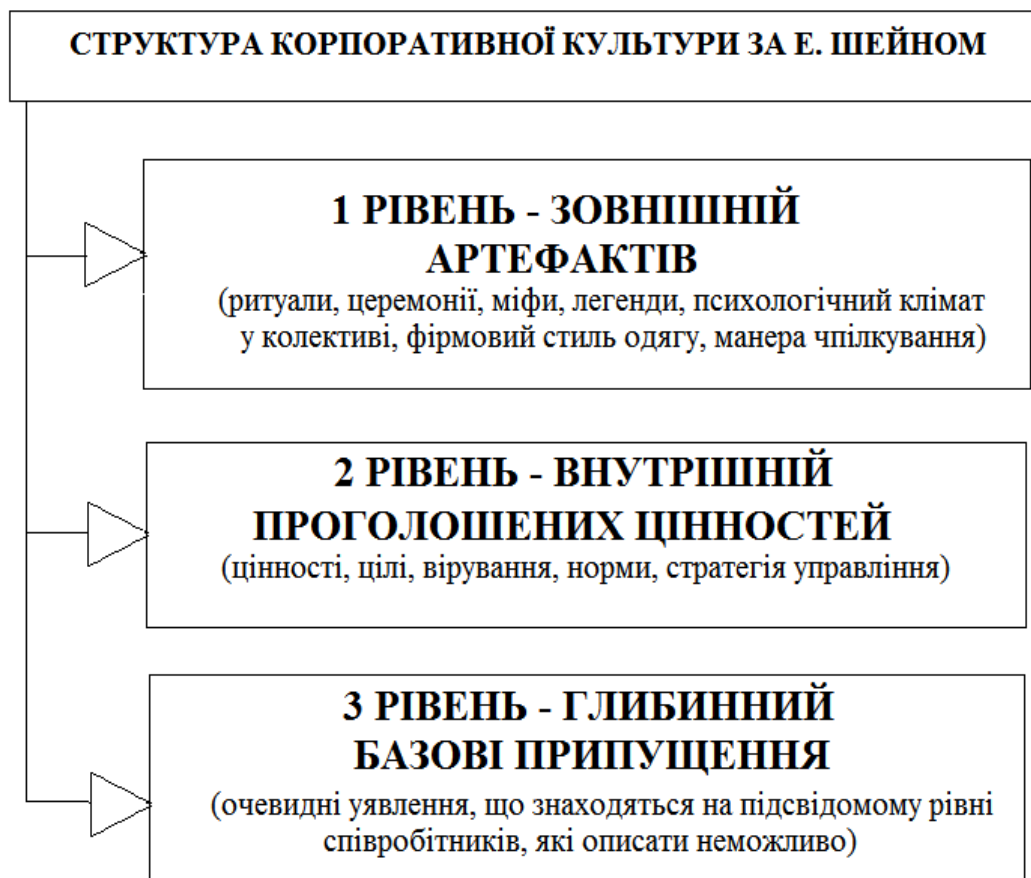 СТРУКТУРА КОРПОРАТИВНОЇ КУЛЬТУРИ ЗА Е. ШЕЙНОМ
1 РІВЕНЬ - ЗОВНІШНІЙ
АРТЕФАКТІВ
(ритуали, церемонії, міфи, легенди, психологічний клімат
у колективі, фірмовий стиль одягу, манера чпілкування)
2 РІВЕНЬ - ВНУТРІШНІЙ
ПРОГОЛОШЕНИХ ЦІННОСТЕЙ
(цінності, цілі, вірування, норми, стратегія управління)
3 РІВЕНЬ - ГЛИБИННИЙ
БАЗОВІ ПРИПУЩЕННЯ
(очевидні уявлення, що знаходяться на підсвідомому рівні
співробітників, які описати неможливо)